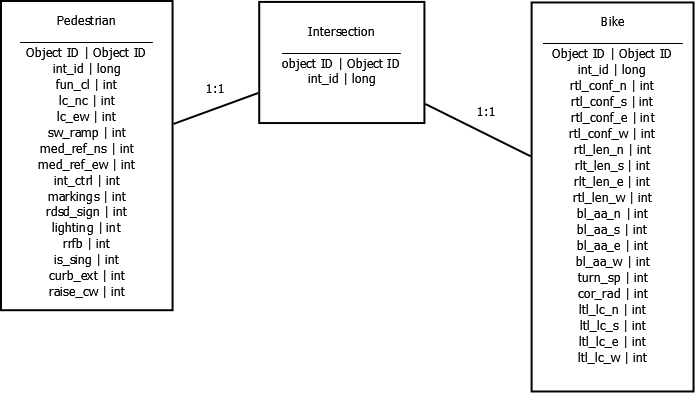 Pedestrian
Object ID | Object ID
int_id | long
fun_cl | int
lc_nc | int
lc_ew | int
sw_ramp | int
med_ref_ns | int
med_ref_ew | int
int_ctrl | int
markings | int
rdsd_sign | int
lighting | int
rrfb | int
is_sing | int
curb_ext | int
raise_cw | int
1:1
Intersection
object ID | Object ID
int_id | long
1:1
Bike
Object ID | Object ID
int_id | long
rtl_conf_n | int
rtl_conf_s | int
rtl_conf_e | int
rtl_conf_w | int
rtl_len_n | int
rlt_len_s | int
rlt_len_e | int
rtl_len_w | int
bl_aa_n | int
bl_aa_s | int
bl_aa_e | int
bl_aa_w | int
turn_sp | int
cor_rad | int
ltl_lc_n | int
ltl_lc_s | int
ltl_lc_e | int
ltl_lc_w | int